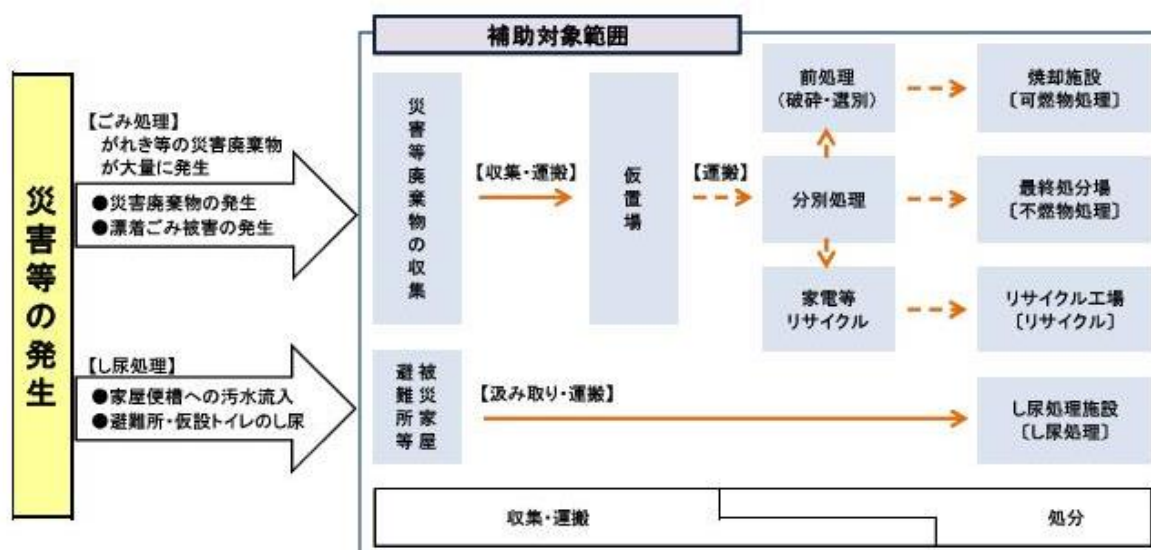 補助対象範囲
災害等の発生
【ごみ処理】
がれき等の災害廃棄物
が大量に発生
●災害廃棄物の発生
●漂着ごみ被害の発生
災害等廃棄物の収集
【収集・運搬】
仮置場
【運搬】
前処理
(破砕・選別)
分別処理
家電等
リサイクル
焼却施設
〔可燃物処理〕
最終処分場
〔不燃物処理〕
リサイクル工場
〔リサイクル〕
【し尿処理】
●家屋便槽への汚水流入
●避難所・仮設トイレのし尿
被災家屋
避難所等
【汲み取り・運搬】
し尿処理施設
〔し尿処理〕
収集・運搬
処分